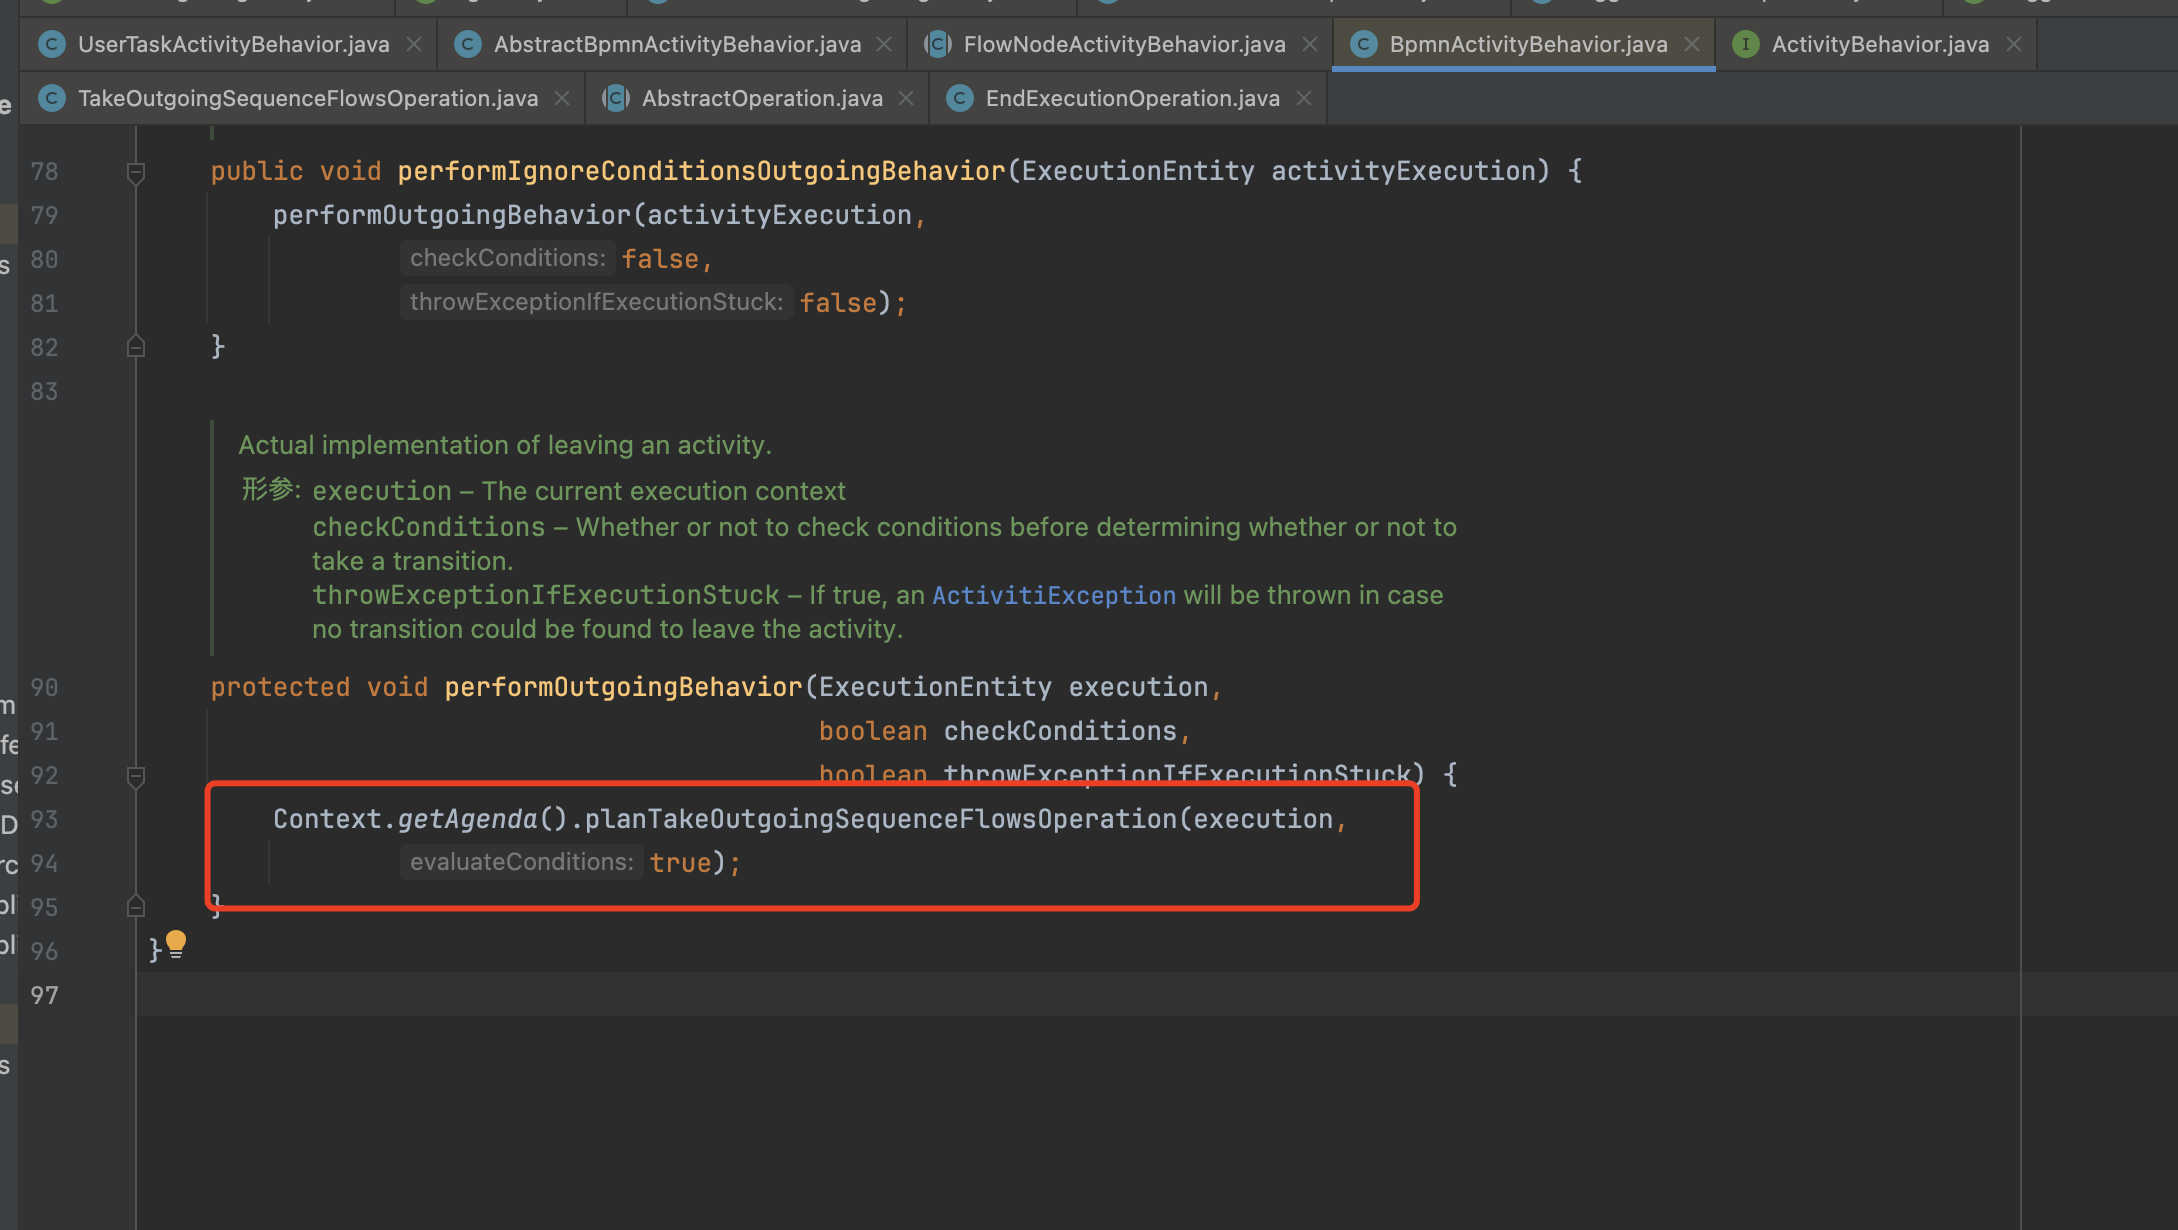 UserTaskActivityBehavior.java AbstractBpmnActivityBehavior.java FlowNodeActivityBehavior.java BpmnActivityBehavior.java ActivityBehavior.java
TakeOutgoingSequenceFlowsOperation.java AbstractOperation.java EndExecutionOperation.java
78 public void performIgnoreConditionsOutgoingBehavior(ExecutionEntity activityExecution) {
79 performOutgoingBehavior(activityExecution,
80 checkConditions: false,
81 throwExceptionIfExecutionStuck: false);
82 }
83
Actual implementation of leaving an activity.
形参: execution – The current execution context
checkConditions – Whether or not to check conditions before determining whether or not to
take a transition.
throwExceptionIfExecutionStuck – If true, an ActivitiException will be thrown in case
no transition could be found to leave the activity.
90 protected void performOutgoingBehavior(ExecutionEntity execution,
91 boolean checkConditions,
92 boolean throwExceptionIfExecutionStuck) {
93 Context.getAgenda().planTakeOutgoingSequenceFlowsOperation(execution,
94 evaluateConditions: true);
95 }
96 }
97